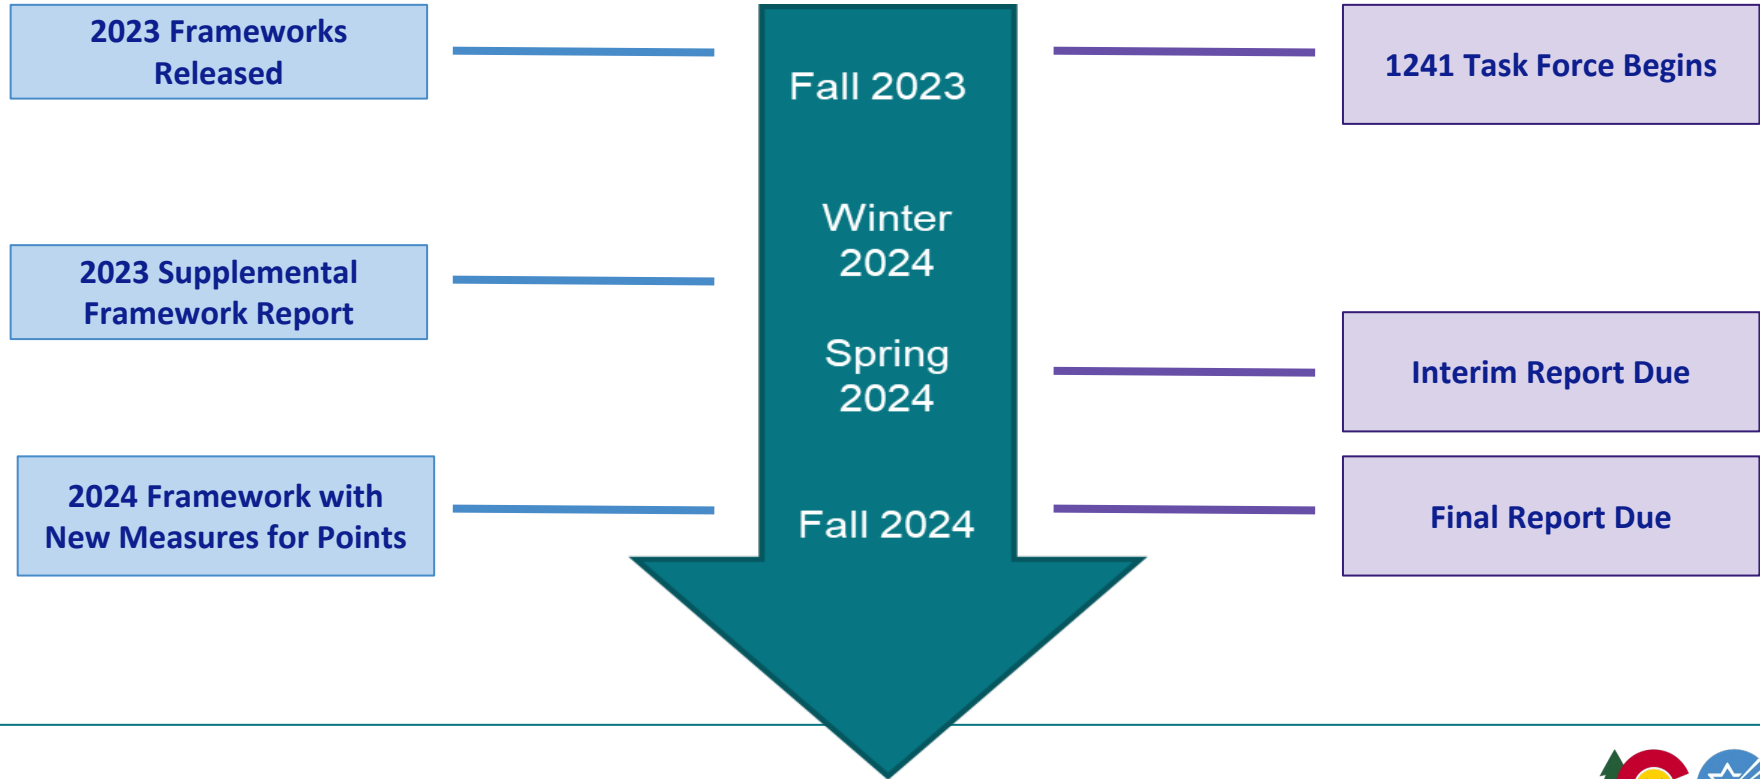 2023 Frameworks
Released
Fall 2023
1241 Task Force Begins
Winter
2024
2023 Supplemental
Framework Report
Spring
2024
Interim Report Due
2024 Framework with
New Measures for Points
Fall 2024
Final Report Due